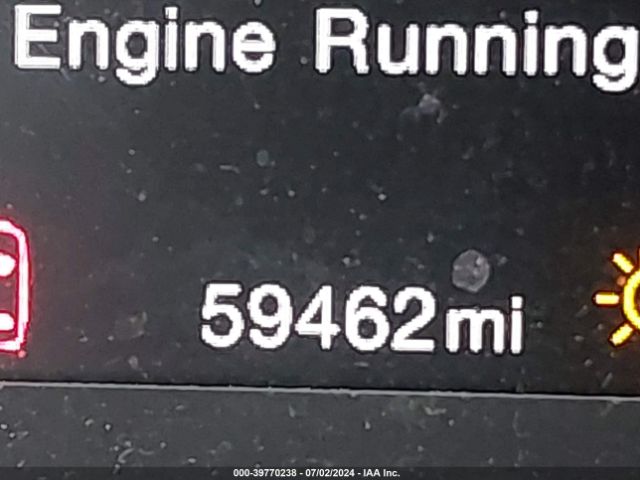 Engine Running
59462mi
000-39770238 - 07/02/2024 - IAA Inc.